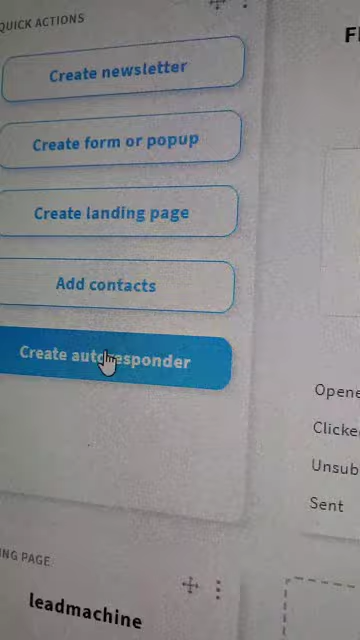 QUICK ACTIONS
Create newsletter
Create form or popup
Create landing page
Add contacts
Create autoresponder
Opene
Clicke
Unsub
Sent
NG PAGE
leadmachine